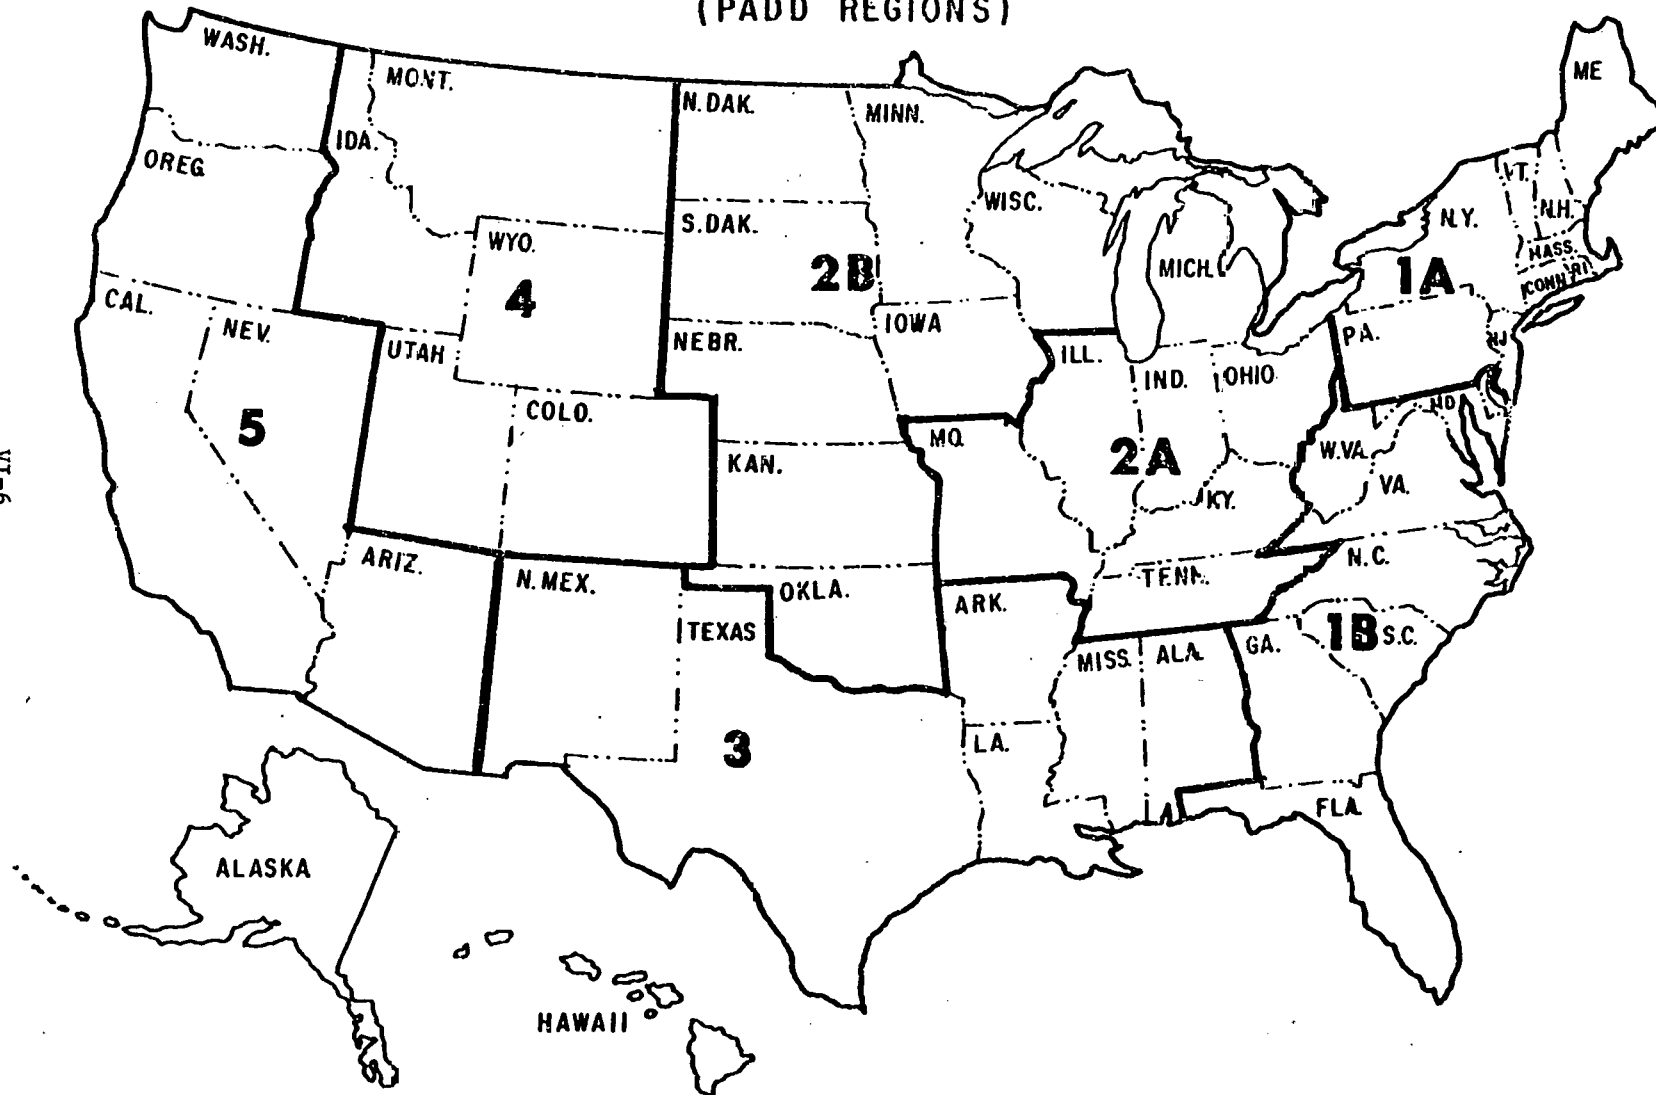 (PADD REGIONS)
WASH.
MONT.
N.DAK.
MINN.
ME
IDA.
OREG
V.T.
N.H.
WISC.
N.Y.
S.DAK.
WYO.
MASS.
MICH.
2B
1A
CONN
RI
4
CAL.
NEV.
IOWA
UTAH
NEBR.
ILL.
PA.
NJ
IND.
OHIO
COLO.
MD
5
MO.
2A
W.VA.
KAN.
VA.
KY.
ARIZ.
N.MEX.
OKLA.
ARK.
TENN.
N.C.
TEXAS
MISS.
ALA.
GA.
1B
S.C.
3
LA.
FLA.
ALASKA
HAWAII
VI-6